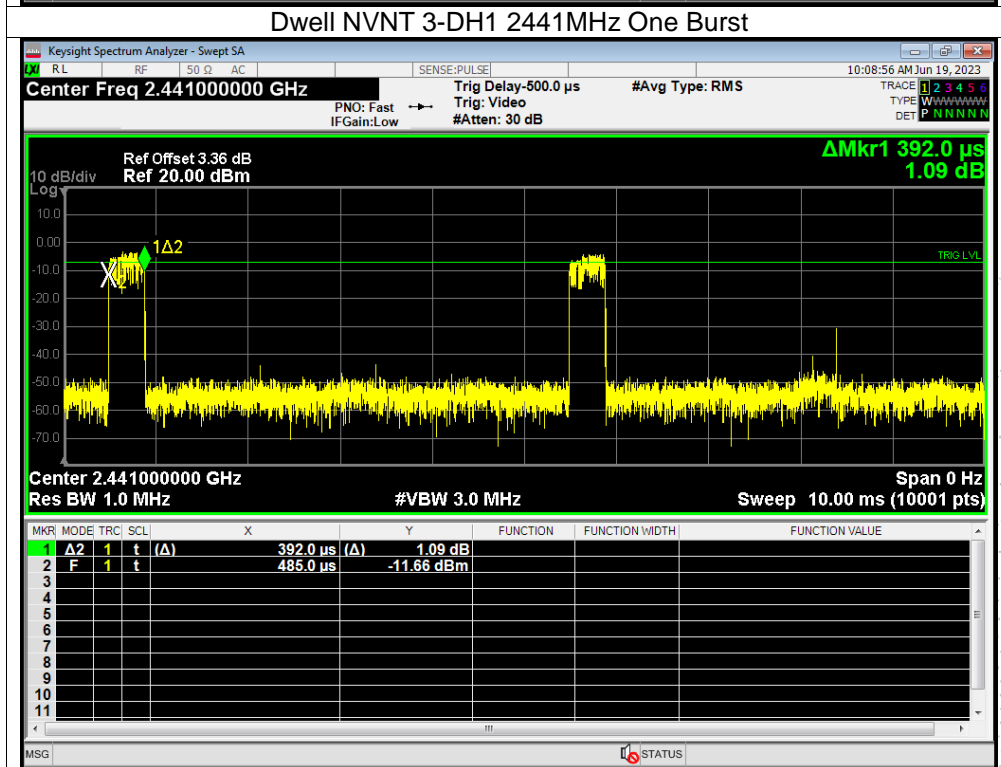 Dwell NVNT 3-DH1 2441MHz One Burst
Keysight Spectrum Analyzer - Swept SA
LXI RL RF 50 Ω AC SENSE:PULSE 10:08:56 AM Jun 19, 2023
Center Freq 2.441000000 GHz
PNO: Fast
IFGain:Low
Trig Delay-500.0 µs
Trig: Video
#Atten: 30 dB
#Avg Type: RMS
TRACE 1 2 3 4 5 6
TYPE WWWWWWW
DET P N N N N N
ΔMkr1 392.0 µs
1.09 dB
Ref Offset 3.36 dB
10 dB/div Ref 20.00 dBm
Log
10.0
0.00
1Δ2
TRIG LVL
-10.0
X2
-20.0
-30.0
-40.0
-50.0
-60.0
-70.0
Center 2.441000000 GHz Span 0 Hz
Res BW 1.0 MHz #VBW 3.0 MHz Sweep 10.00 ms (10001 pts)
MKR MODE TRC SCL X Y FUNCTION FUNCTION WIDTH FUNCTION VALUE
1 Δ2 1 t (Δ) 392.0 µs (Δ) 1.09 dB
2 F 1 t 485.0 µs -11.66 dBm
3
4
5
6
7
8
9
10
11
MSG STATUS